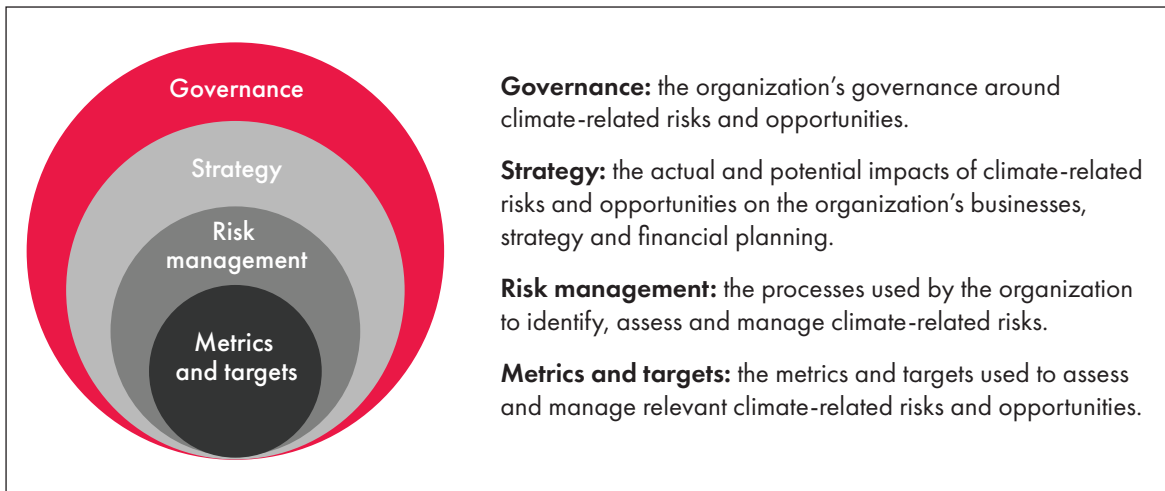 Governance
Strategy
Risk
management
Metrics
and targets
Governance: the organization’s governance around
climate-related risks and opportunities.
Strategy: the actual and potential impacts of climate-related
risks and opportunities on the organization’s businesses,
strategy and financial planning.
Risk management: the processes used by the organization
to identify, assess and manage climate-related risks.
Metrics and targets: the metrics and targets used to assess
and manage relevant climate-related risks and opportunities.